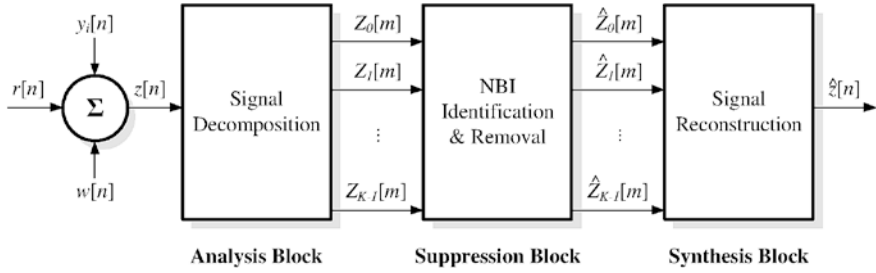 y_i[n]
r[n]
Σ
z[n]
w[n]
Signal
Decomposition
Analysis Block
Z_0[m]
Z_1[m]
⋮
Z_{K-1}[m]
NBI
Identification
& Removal
Suppression Block
Ẑ_0[m]
Ẑ_1[m]
⋮
Ẑ_{K-1}[m]
Signal
Reconstruction
Synthesis Block
ẑ[n]